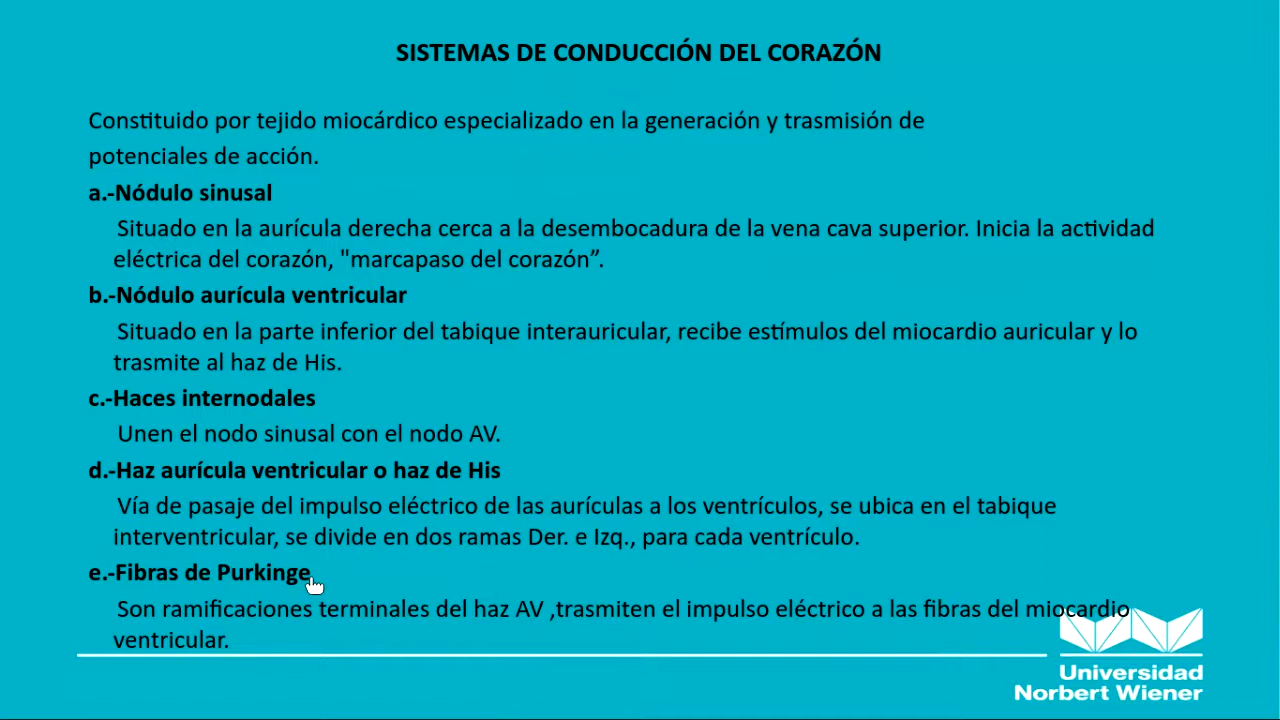 SISTEMAS DE CONDUCCIÓN DEL CORAZÓN
Constituido por tejido miocárdico especializado en la generación y trasmisión de
potenciales de acción.
a.-Nódulo sinusal
Situado en la aurícula derecha cerca a la desembocadura de la vena cava superior. Inicia la actividad
eléctrica del corazón, "marcapaso del corazón”.
b.-Nódulo aurícula ventricular
Situado en la parte inferior del tabique interauricular, recibe estímulos del miocardio auricular y lo
trasmite al haz de His.
c.-Haces internodales
Unen el nodo sinusal con el nodo AV.
d.-Haz aurícula ventricular o haz de His
Vía de pasaje del impulso eléctrico de las aurículas a los ventrículos, se ubica en el tabique
interventricular, se divide en dos ramas Der. e Izq., para cada ventrículo.
e.-Fibras de Purkinge
Son ramificaciones terminales del haz AV ,trasmiten el impulso eléctrico a las fibras del miocardio
ventricular.
Universidad
Norbert Wiener